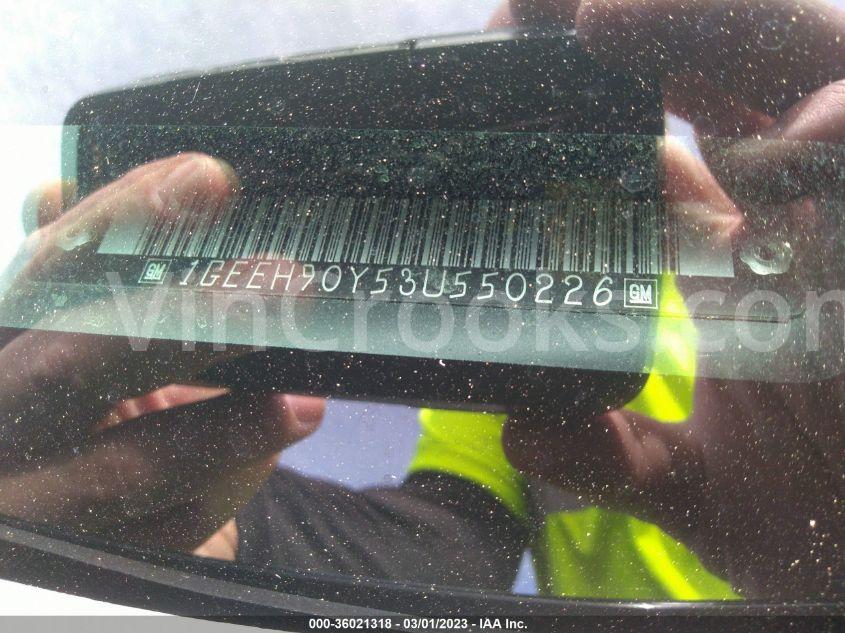 GM 1GEEH90Y53U550226 GM
VinCrooks.com
000-36021318 - 03/01/2023 - IAA Inc.